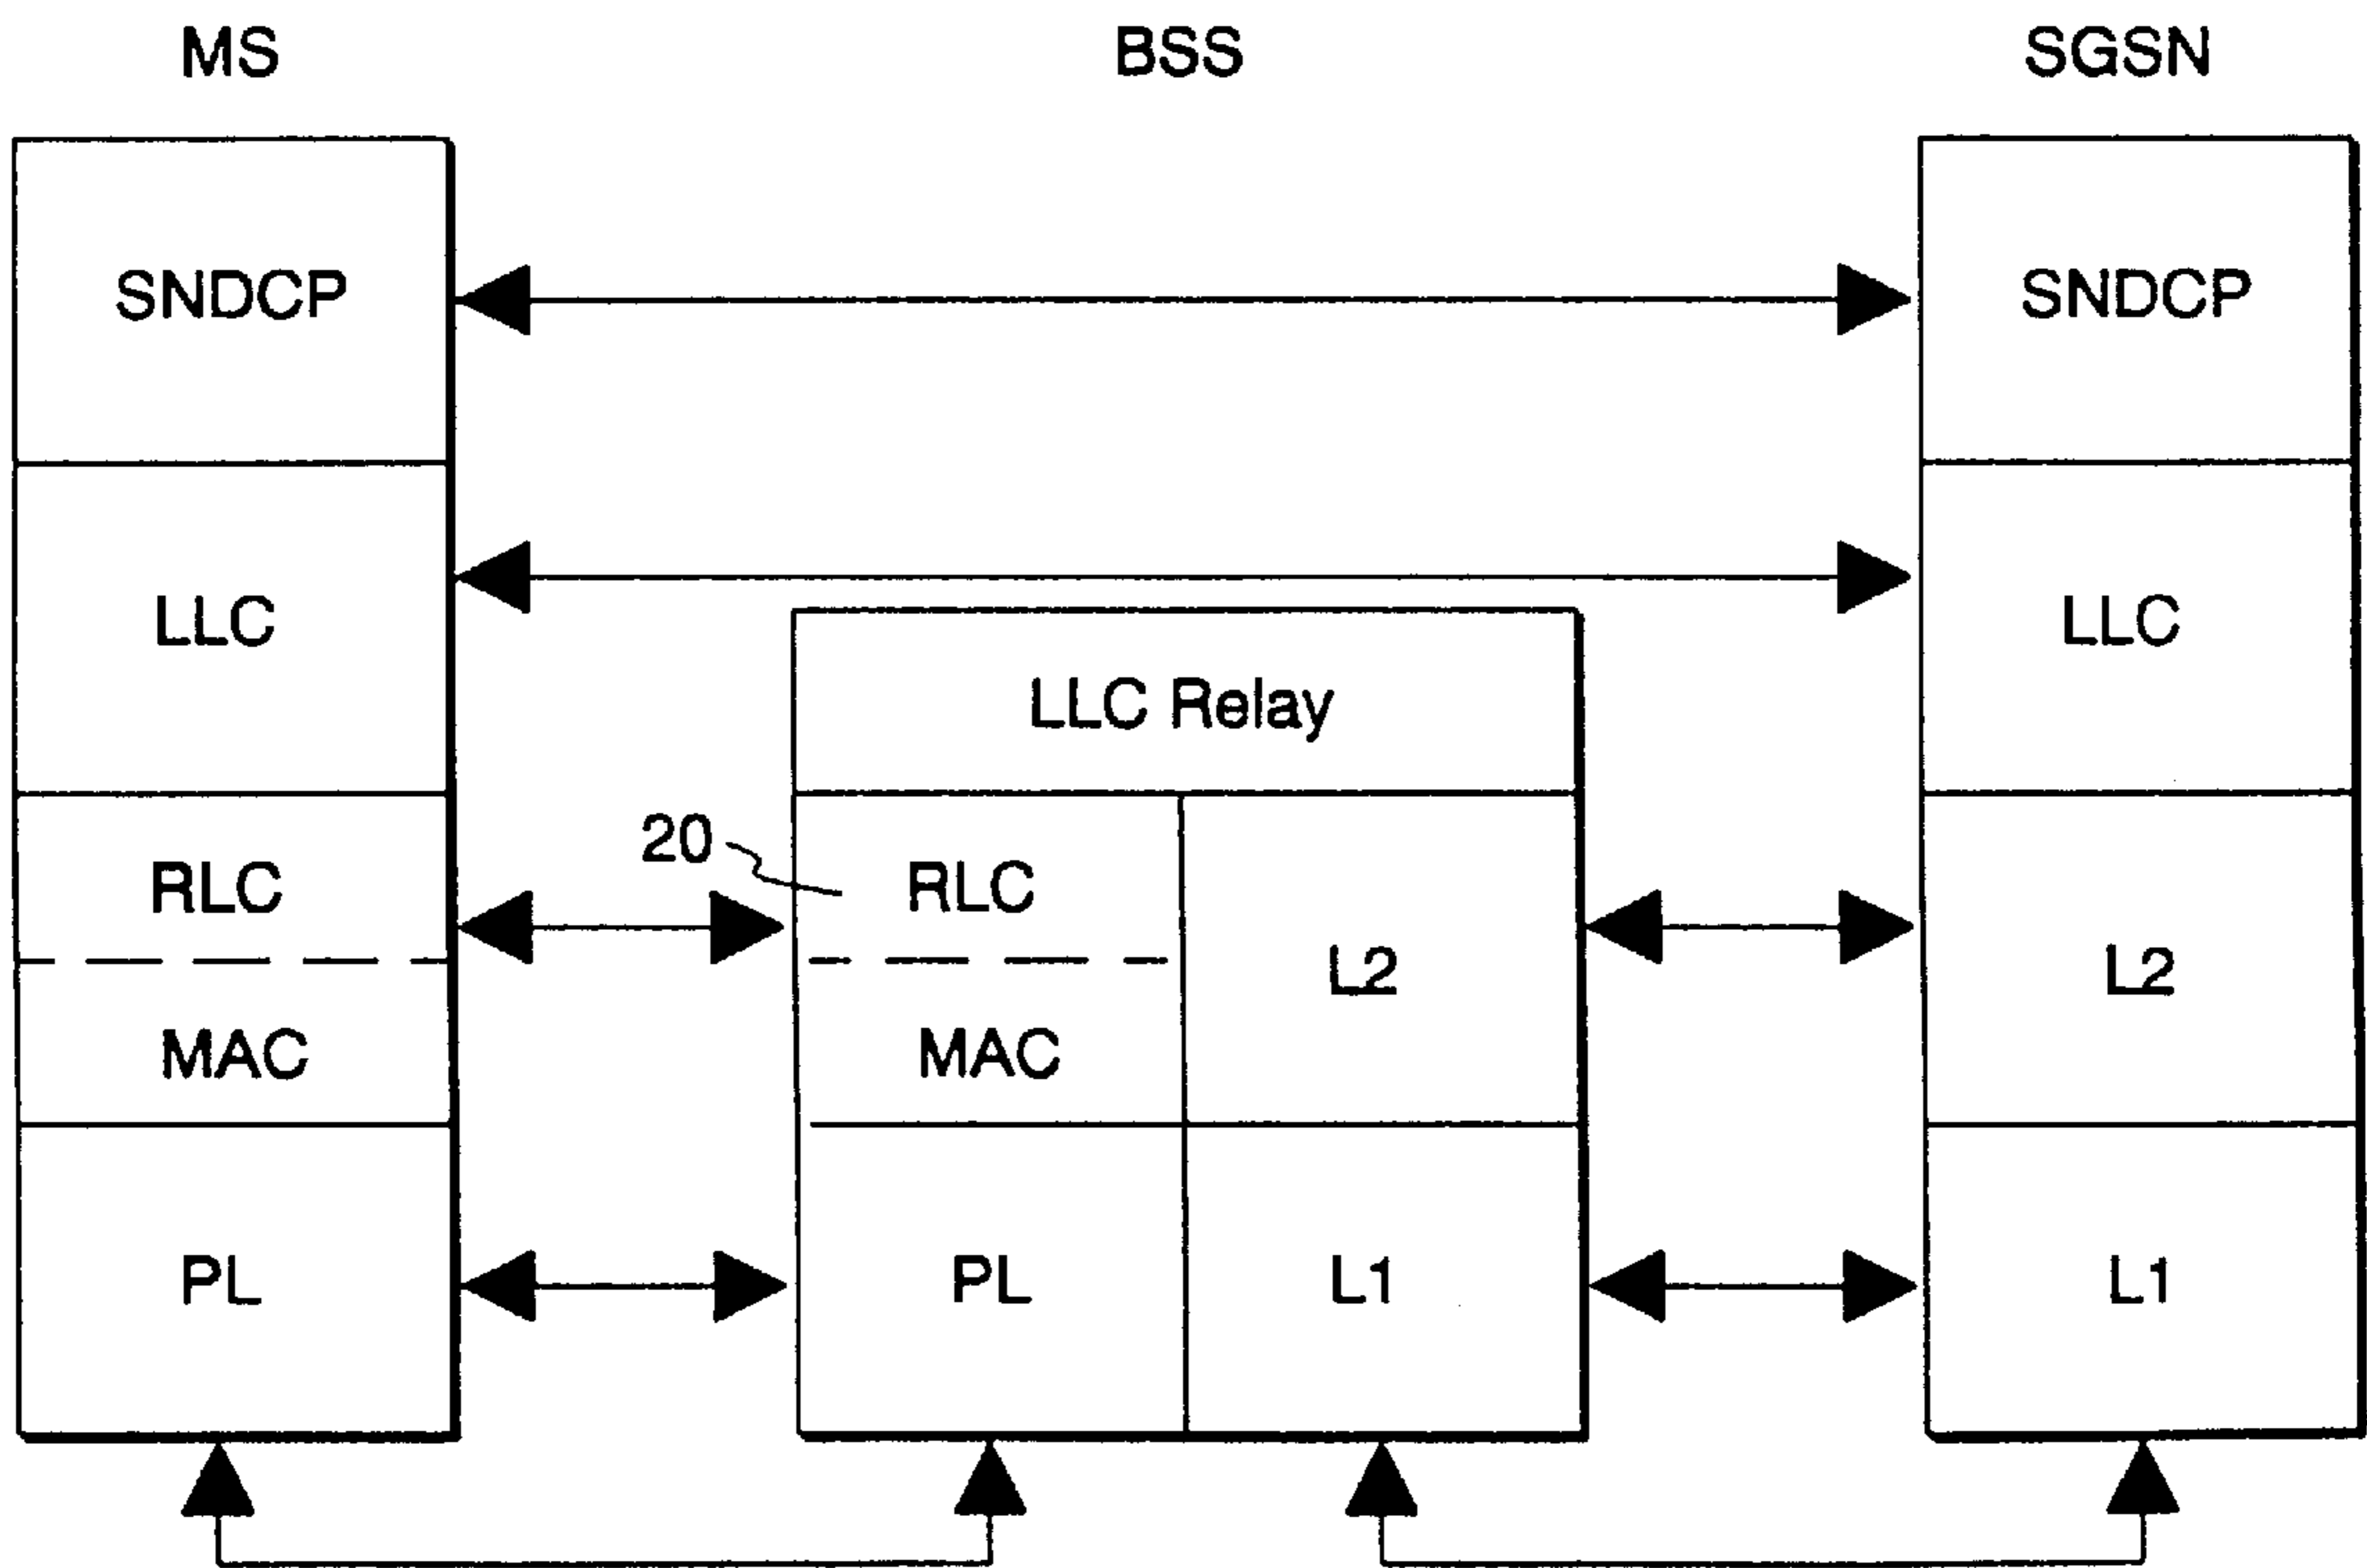 MS BSS SGSN
SNDCP SNDCP
LLC LLC
LLC Relay
20
RLC RLC
L2 L2
MAC MAC
PL PL L1 L1